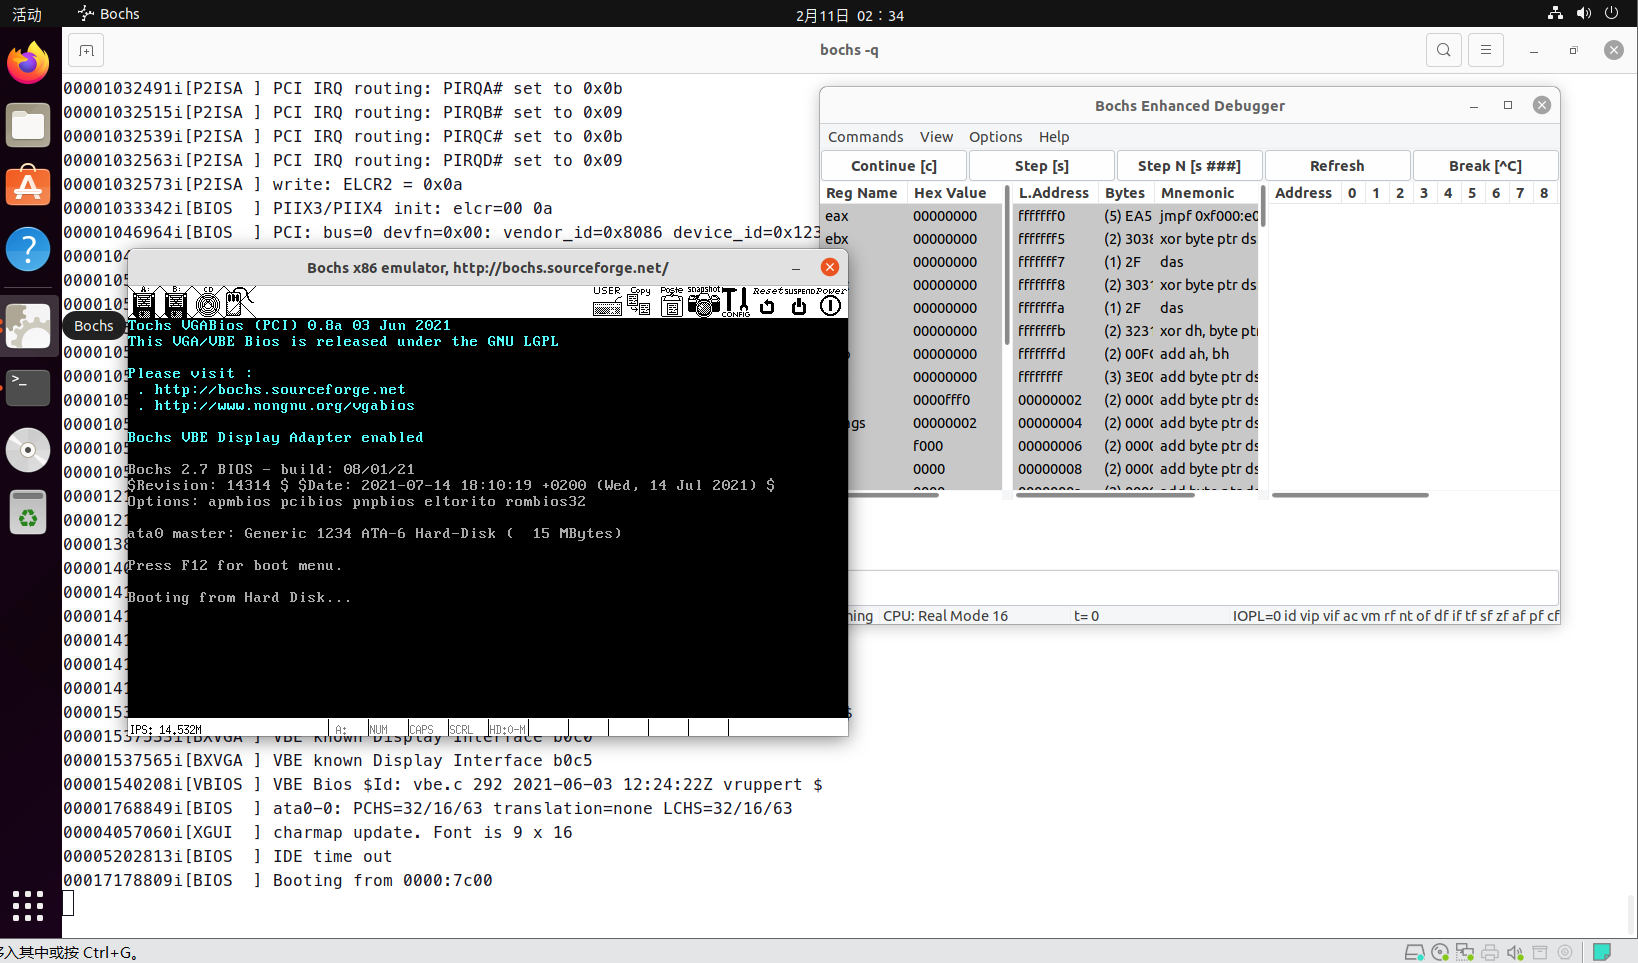 活动
Bochs
2月11日 02：34
bochs -q
00001032491i[P2ISA ] PCI IRQ routing: PIRQA# set to 0x0b
00001032515i[P2ISA ] PCI IRQ routing: PIRQB# set to 0x09
00001032539i[P2ISA ] PCI IRQ routing: PIRQC# set to 0x0b
00001032563i[P2ISA ] PCI IRQ routing: PIRQD# set to 0x09
00001032573i[P2ISA ] write: ELCR2 = 0x0a
00001033342i[BIOS  ] PIIX3/PIIX4 init: elcr=00 0a
00001046964i[BIOS  ] PCI: bus=0 devfn=0x00: vendor_id=0x8086 device_id=0x123
Bochs x86 emulator, http://bochs.sourceforge.net/
A: B: CD USER Copy Paste snapshot CONFIG Reset SUSPEND Power
Bochs
Tochs VGABios (PCI) 0.8a 03 Jun 2021
This VGA/VBE Bios is released under the GNU LGPL
Please visit :
. http://bochs.sourceforge.net
. http://www.nongnu.org/vgabios
Bochs VBE Display Adapter enabled
Bochs 2.7 BIOS - build: 08/01/21
$Revision: 14314 $ $Date: 2021-07-14 18:10:19 +0200 (Wed, 14 Jul 2021) $
Options: apmbios pcibios pnpbios eltorito rombios32
ata0 master: Generic 1234 ATA-6 Hard-Disk (  15 MBytes)
Press F12 for boot menu.
Booting from Hard Disk...
IPS: 14.532M A: NUM CAPS SCRL HD:0-M
00001537565i[BXVGA ] VBE known Display Interface b0c5
00001540208i[VBIOS ] VBE Bios $Id: vbe.c 292 2021-06-03 12:24:22Z vruppert $
00001768849i[BIOS  ] ata0-0: PCHS=32/16/63 translation=none LCHS=32/16/63
00004057060i[XGUI  ] charmap update. Font is 9 x 16
00005202813i[BIOS  ] IDE time out
00017178809i[BIOS  ] Booting from 0000:7c00
Bochs Enhanced Debugger
Commands View Options Help
Continue [c] Step [s] Step N [s ###] Refresh Break [^C]
Reg Name Hex Value L.Address Bytes Mnemonic Address 0 1 2 3 4 5 6 7 8
eax 00000000 fffffff0 (5) EA5 jmpf 0xf000:e0
ebx 00000000 fffffff5 (2) 3038 xor byte ptr ds
00000000 fffffff7 (1) 2F das
00000000 fffffff8 (2) 3031 xor byte ptr ds
00000000 fffffffa (1) 2F das
00000000 fffffffb (2) 3231 xor dh, byte ptr
00000000 fffffffd (2) 00FC add ah, bh
00000000 ffffffff (3) 3E00 add byte ptr ds
0000fff0 00000002 (2) 0000 add byte ptr ds
ags 00000002 00000004 (2) 0000 add byte ptr ds
f000 00000006 (2) 0000 add byte ptr ds
0000 00000008 (2) 0000 add byte ptr ds
CPU: Real Mode 16 t= 0 IOPL=0 id vip vif ac vm rf nt of df if tf sf zf af pf cf
入其中或按 Ctrl+G。